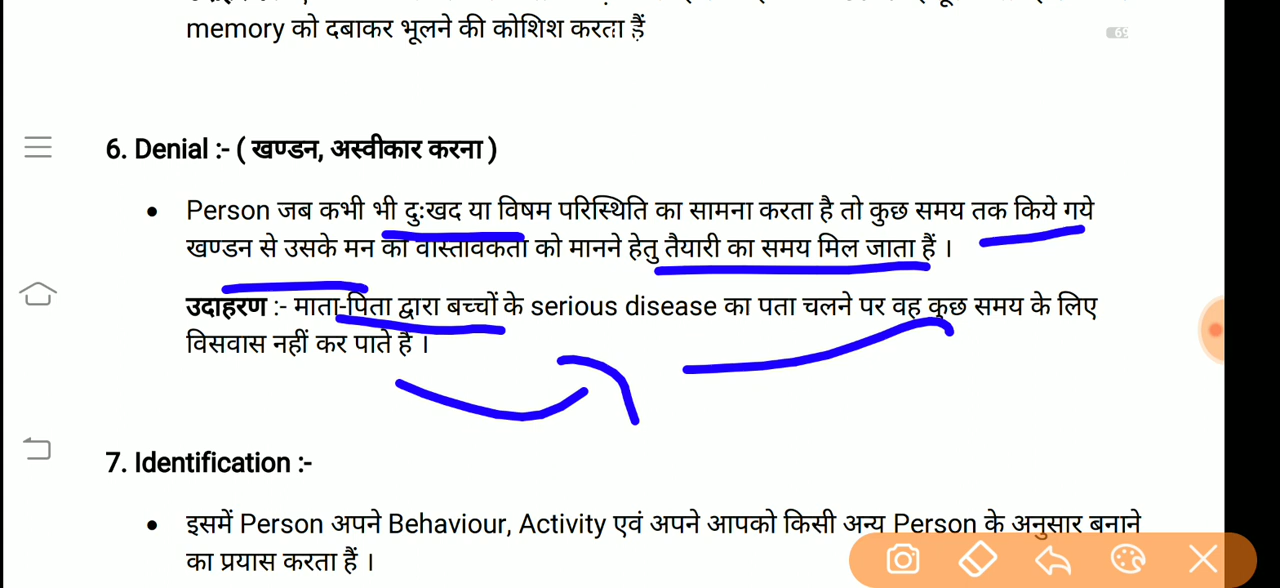 memory को दबाकर भूलने की कोशिश करता हैं
69
6. Denial :- ( खण्डन, अस्वीकार करना )
Person जब कभी भी दुःखद या विषम परिस्थिति का सामना करता है तो कुछ समय तक किये गये
खण्डन से उसके मन को वास्तविकता को मानने हेतु तैयारी का समय मिल जाता हैं ।
उदाहरण :- माता-पिता द्वारा बच्चों के serious disease का पता चलने पर वह कुछ समय के लिए
विसवास नहीं कर पाते है ।
7. Identification :-
इसमें Person अपने Behaviour, Activity एवं अपने आपको किसी अन्य Person के अनुसार बनाने
का प्रयास करता हैं ।